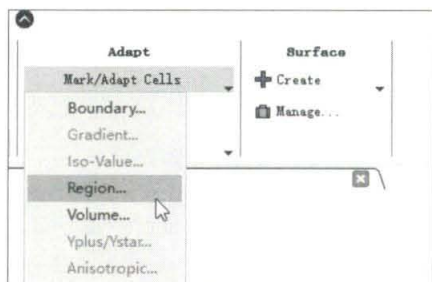 Adapt
Surface
Mark/Adapt Cells
Create
Manage...
Boundary...
Gradient...
Iso-Value...
Region...
Volume...
Yplus/Ystar...
Anisotropic...